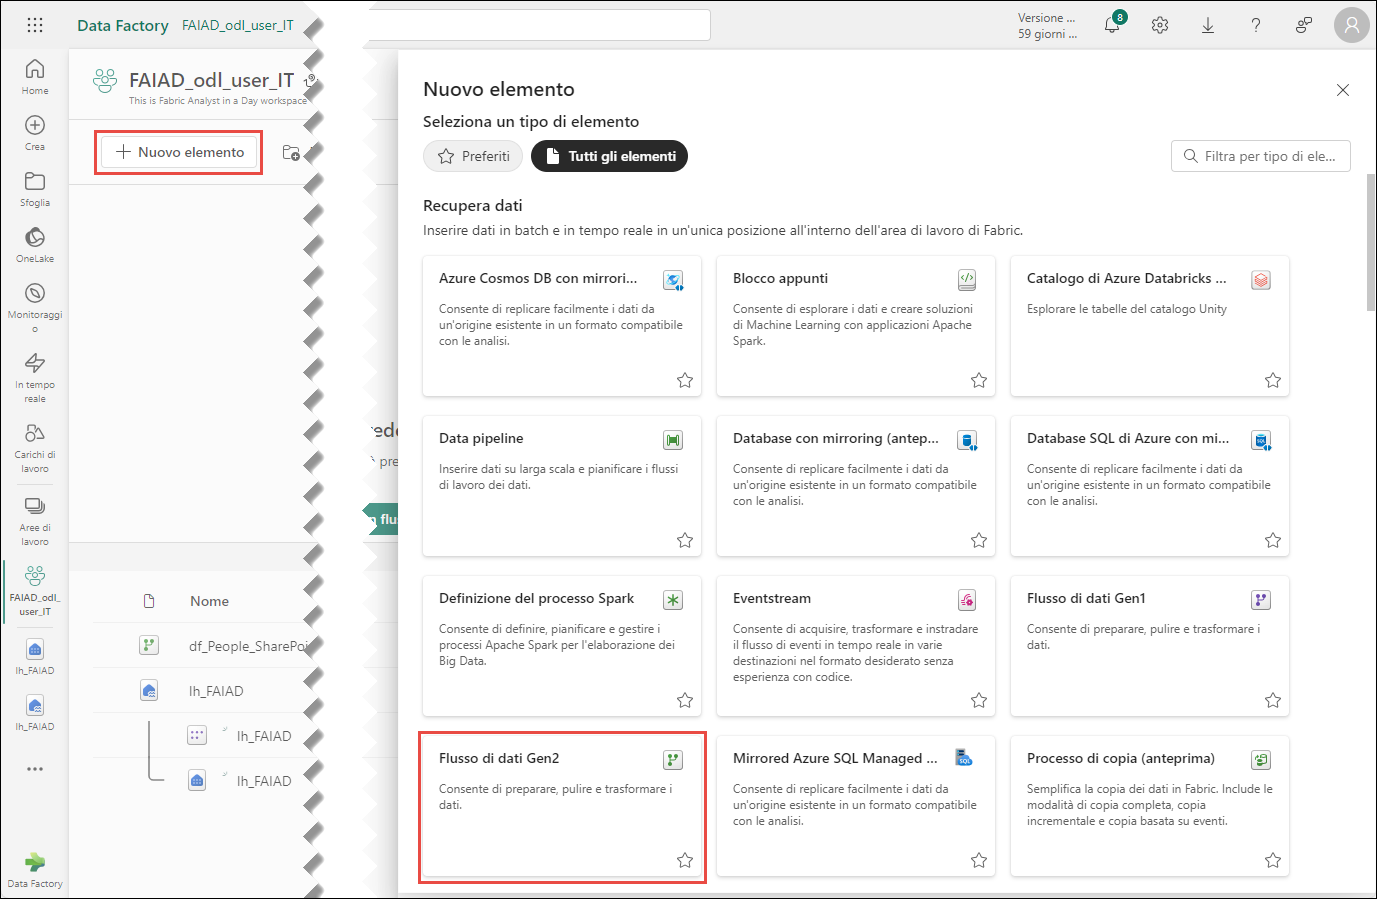 Data Factory
FAIAD_odl_user_IT
Versione ...
59 giorni ...
8
Home
Crea
Sfoglia
OneLake
Monitoraggi
o
In tempo
reale
Carichi di
lavoro
Aree di
lavoro
FAIAD_odl_
user_IT
lh_FAIAD
lh_FAIAD
Data Factory
FAIAD_odl_user_IT
This is Fabric Analyst in a Day workspace
Nuovo elemento
Nome
df_People_SharePoi
lh_FAIAD
lh_FAIAD
lh_FAIAD
flus
Nuovo elemento
Seleziona un tipo di elemento
Preferiti
Tutti gli elementi
Filtra per tipo di ele...
Recupera dati
Inserire dati in batch e in tempo reale in un'unica posizione all'interno dell'area di lavoro di Fabric.
Azure Cosmos DB con mirrori...
Consente di replicare facilmente i dati da
un'origine esistente in un formato compatibile
con le analisi.
Blocco appunti
Consente di esplorare i dati e creare soluzioni
di Machine Learning con applicazioni Apache
Spark.
Catalogo di Azure Databricks ...
Esplorare le tabelle del catalogo Unity
Data pipeline
Inserire dati su larga scala e pianificare i flussi
di lavoro dei dati.
Database con mirroring (antep...
Consente di replicare facilmente i dati da
un'origine esistente in un formato compatibile
con le analisi.
Database SQL di Azure con mi...
Consente di replicare facilmente i dati da
un'origine esistente in un formato compatibile
con le analisi.
Definizione del processo Spark
Consente di definire, pianificare e gestire i
processi Apache Spark per l'elaborazione dei
Big Data.
Eventstream
Consente di acquisire, trasformare e instradare
il flusso di eventi in tempo reale in varie
destinazioni nel formato desiderato senza
esperienza con codice.
Flusso di dati Gen1
Consente di preparare, pulire e trasformare i
dati.
Flusso di dati Gen2
Consente di preparare, pulire e trasformare i
dati.
Mirrored Azure SQL Managed ...
Consente di replicare facilmente i dati da
un'origine esistente in un formato compatibile
con le analisi.
Processo di copia (anteprima)
Semplifica la copia dei dati in Fabric. Include le
modalità di copia completa, copia
incrementale e copia basata su eventi.